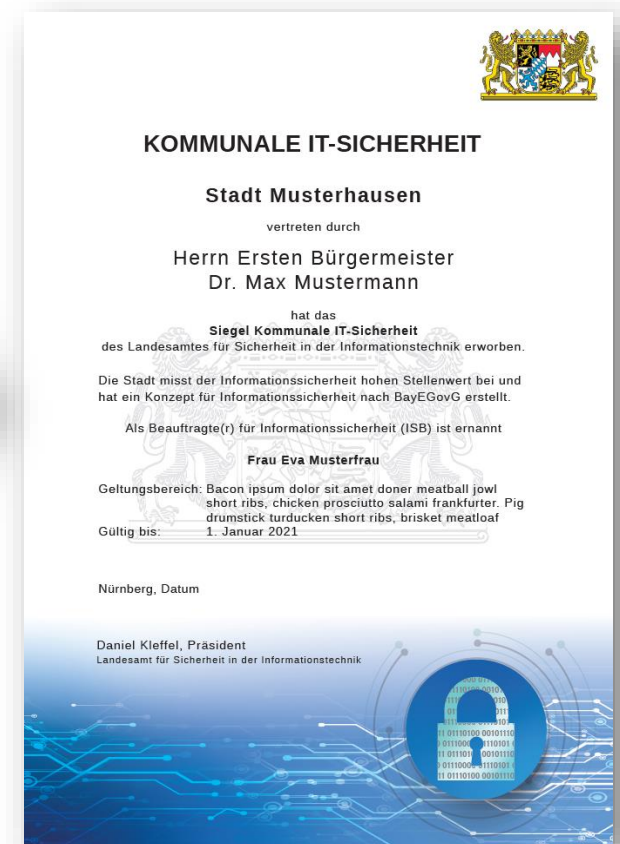 KOMMUNALE IT-SICHERHEIT
Stadt Musterhausen
vertreten durch
Herrn Ersten Bürgermeister
Dr. Max Mustermann
hat das
Siegel Kommunale IT-Sicherheit
des Landesamtes für Sicherheit in der Informationstechnik erworben.
Die Stadt misst der Informationssicherheit hohen Stellenwert bei und
hat ein Konzept für Informationssicherheit nach BayEGovG erstellt.
Als Beauftragte(r) für Informationssicherheit (ISB) ist ernannt
Frau Eva Musterfrau
Geltungsbereich: Bacon ipsum dolor sit amet doner meatball jowl
short ribs, chicken prosciutto salami frankfurter. Pig
drumstick turducken short ribs, brisket meatloaf
Gültig bis: 1. Januar 2021
Nürnberg, Datum
Daniel Kleffel, Präsident
Landesamt für Sicherheit in der Informationstechnik